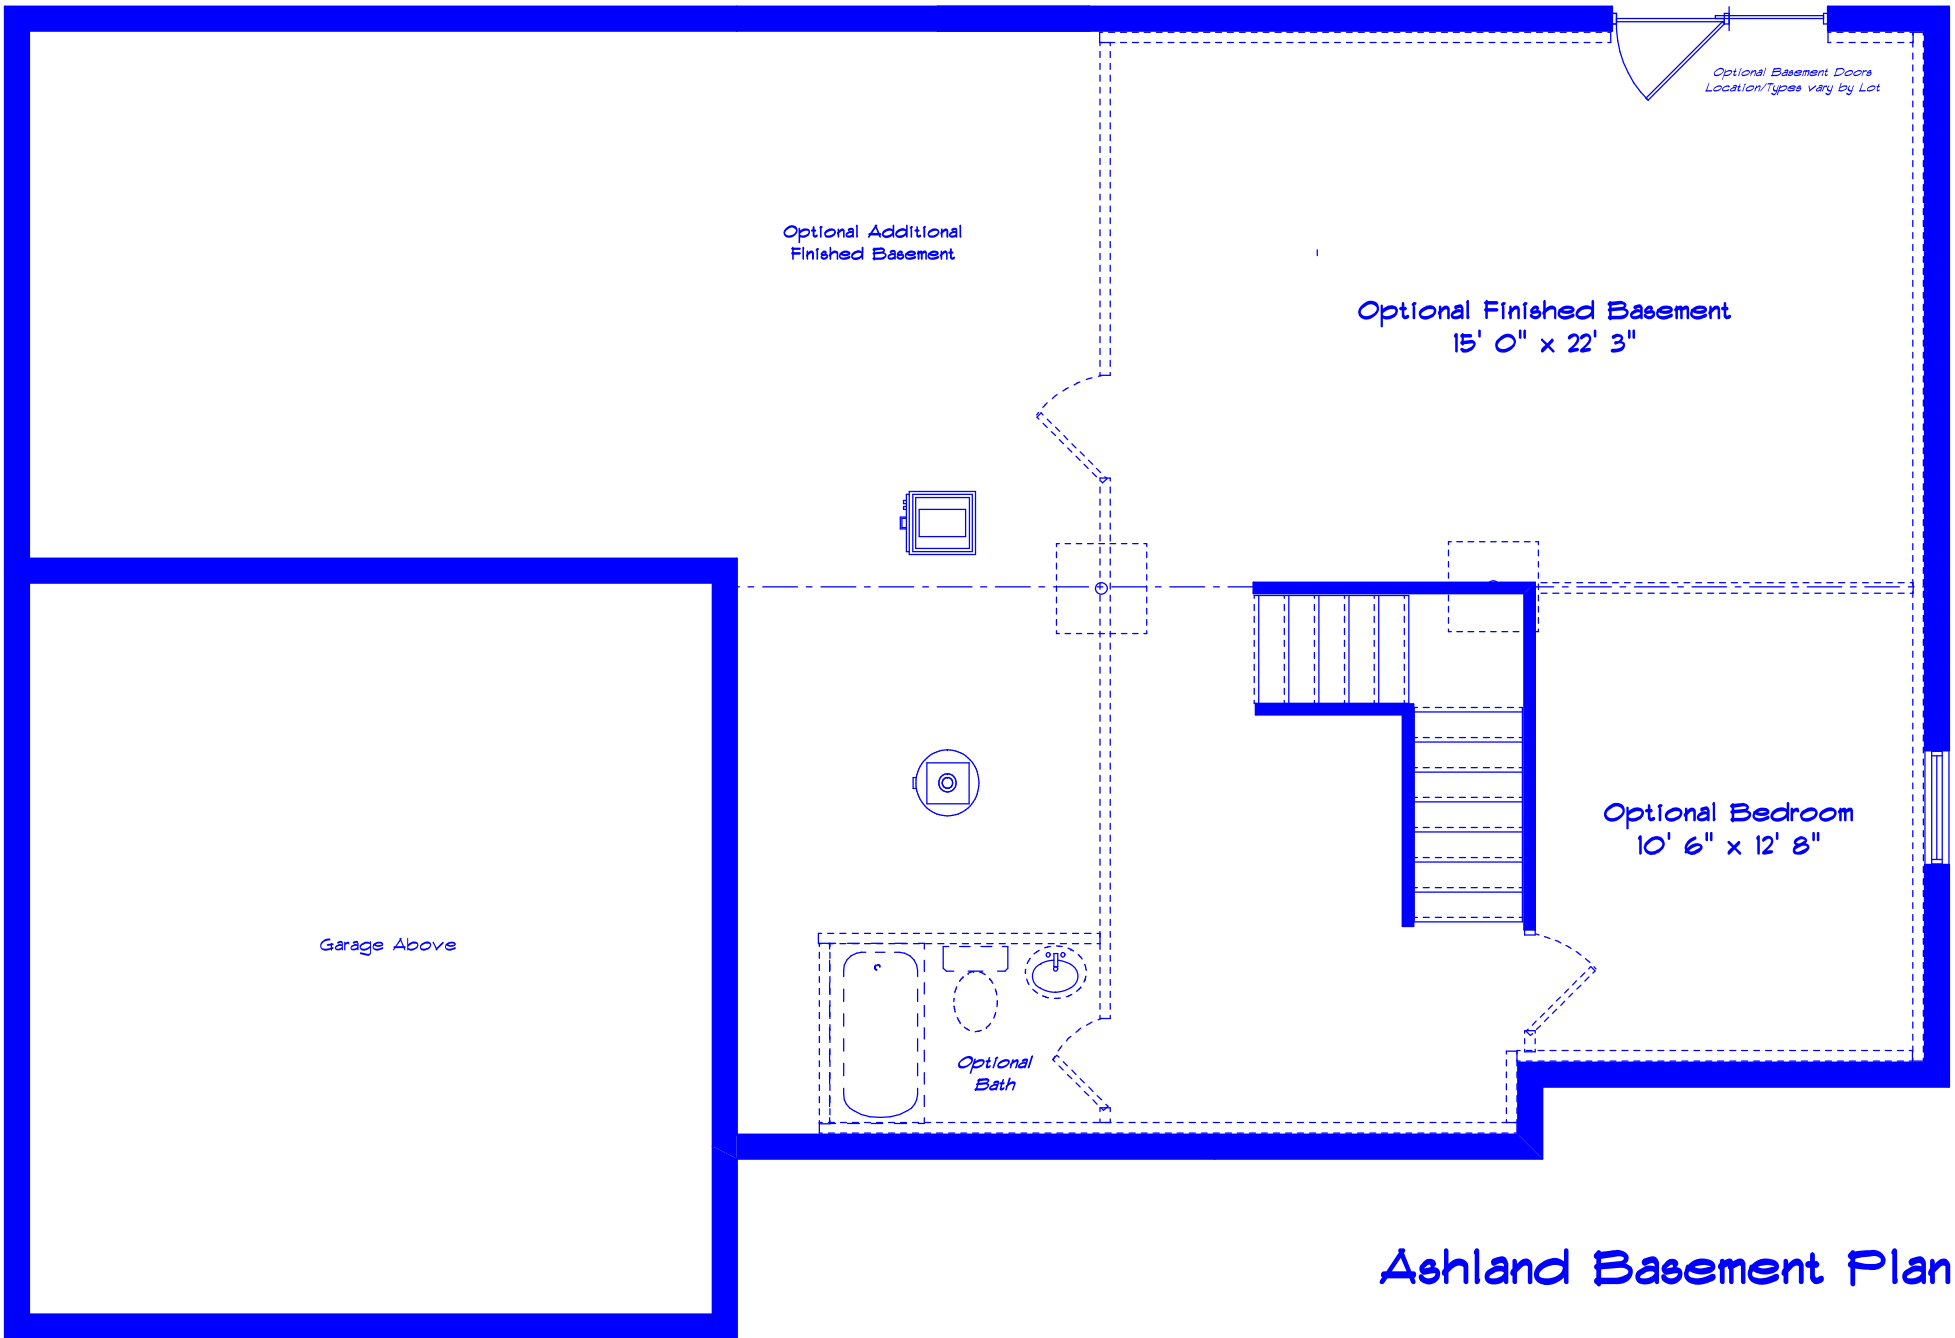 Optional Basement Doors
Location/Types vary by Lot
Optional Additional
Finished Basement
Optional Finished Basement
15' 0" x 22' 3"
Optional Bedroom
10' 6" x 12' 8"
Garage Above
Optional
Bath
Ashland Basement Plan